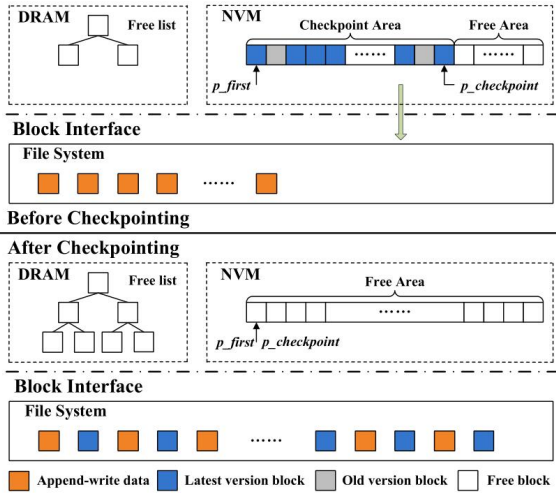 DRAM
Free list
NVM
Checkpoint Area
Free Area
......
......
p_first
p_checkpoint
Block Interface
File System
......
Before Checkpointing
After Checkpointing
DRAM
Free list
NVM
Free Area
......
p_first
p_checkpoint
Block Interface
File System
......
Append-write data
Latest version block
Old version block
Free block